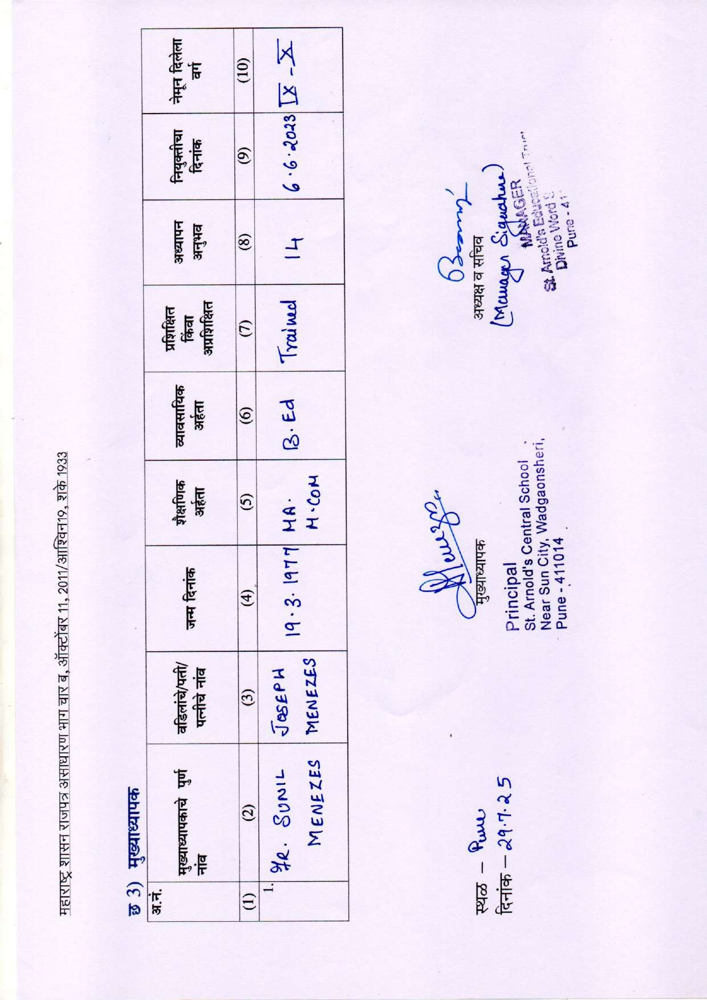 महाराष्ट्र शासन राजपत्र असाधारण भाग चार ब, ऑक्टोंबर 11, 2011/आश्विन19, शके 1933
छ 3) मुख्याध्यापक
अ.नं.
मुख्याध्यापकाचे पुर्ण
नांव
वडिलांचे/पती/
पत्नीचे नांव
जन्म दिनांक
शैक्षणिक
अर्हता
व्यावसायिक
अर्हता
प्रशिक्षित
किंवा
अप्रशिक्षित
अध्यापन
अनुभव
नियुक्तीचा
दिनांक
नेमून दिलेला
वर्ग
(1) (2) (3) (4) (5) (6) (7) (8) (9) (10)
1.
Fr. SUNIL
MENEZES
JOSEPH
MENEZES
19.3.1977
MA.
M.COM
B.Ed
Trained
14
6.6.2023
IX - X
स्थळ - Pune
दिनांक - 29.7.25
मुख्याध्यापक
Principal
St. Arnold's Central School
Near Sun City, Wadgaonsheri,
Pune - 411014
अध्यक्ष व सचिव
(Manager Signature)
MANAGER
St. Arnold's Educational Trust
Divine Word
Pune - 41